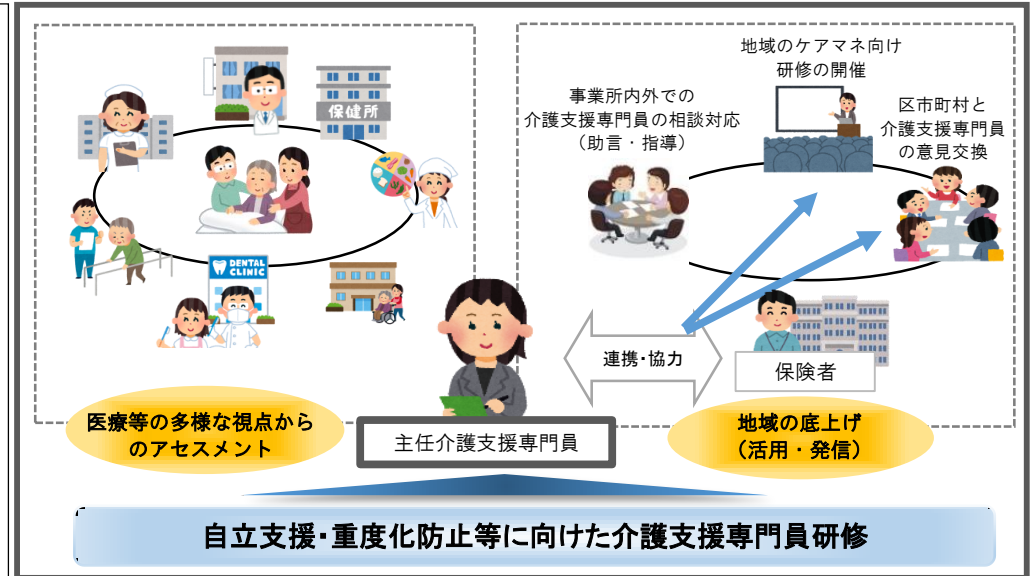 保健所
DENTAL
CLINIC
地域のケアマネ向け
研修の開催
事業所内外での
介護支援専門員の相談対応
（助言・指導）
区市町村と
介護支援専門員
の意見交換
連携・協力
保険者
医療等の多様な視点から
のアセスメント
主任介護支援専門員
地域の底上げ
（活用・発信）
自立支援・重度化防止等に向けた介護支援専門員研修